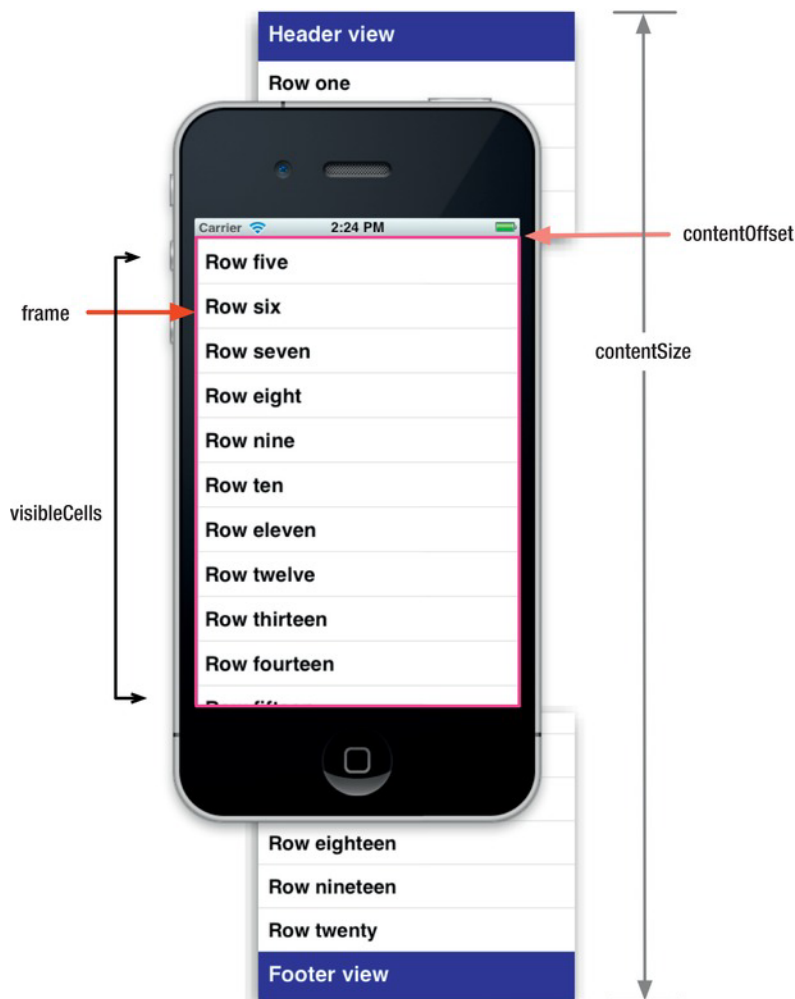 Header view
Row one
Carrier 2:24 PM
contentOffset
Row five
frame
Row six
Row seven
contentSize
Row eight
Row nine
Row ten
visibleCells
Row eleven
Row twelve
Row thirteen
Row fourteen
Row eighteen
Row nineteen
Row twenty
Footer view